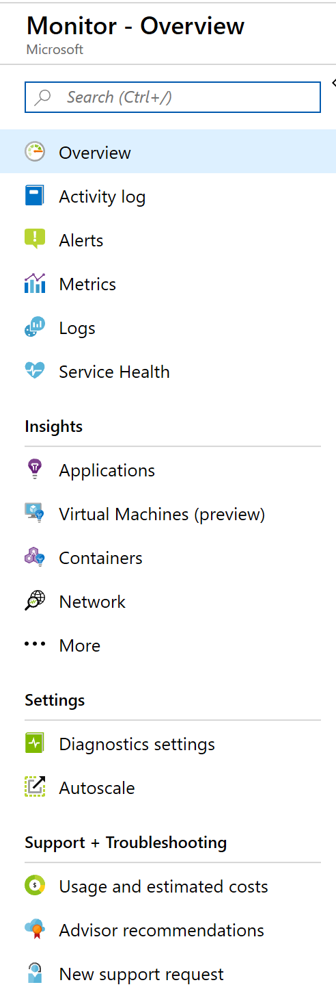 Monitor - Overview
Microsoft
Search (Ctrl+/)
Overview
Activity log
Alerts
Metrics
Logs
Service Health
Insights
Applications
Virtual Machines (preview)
Containers
Network
More
Settings
Diagnostics settings
Autoscale
Support + Troubleshooting
Usage and estimated costs
Advisor recommendations
New support request